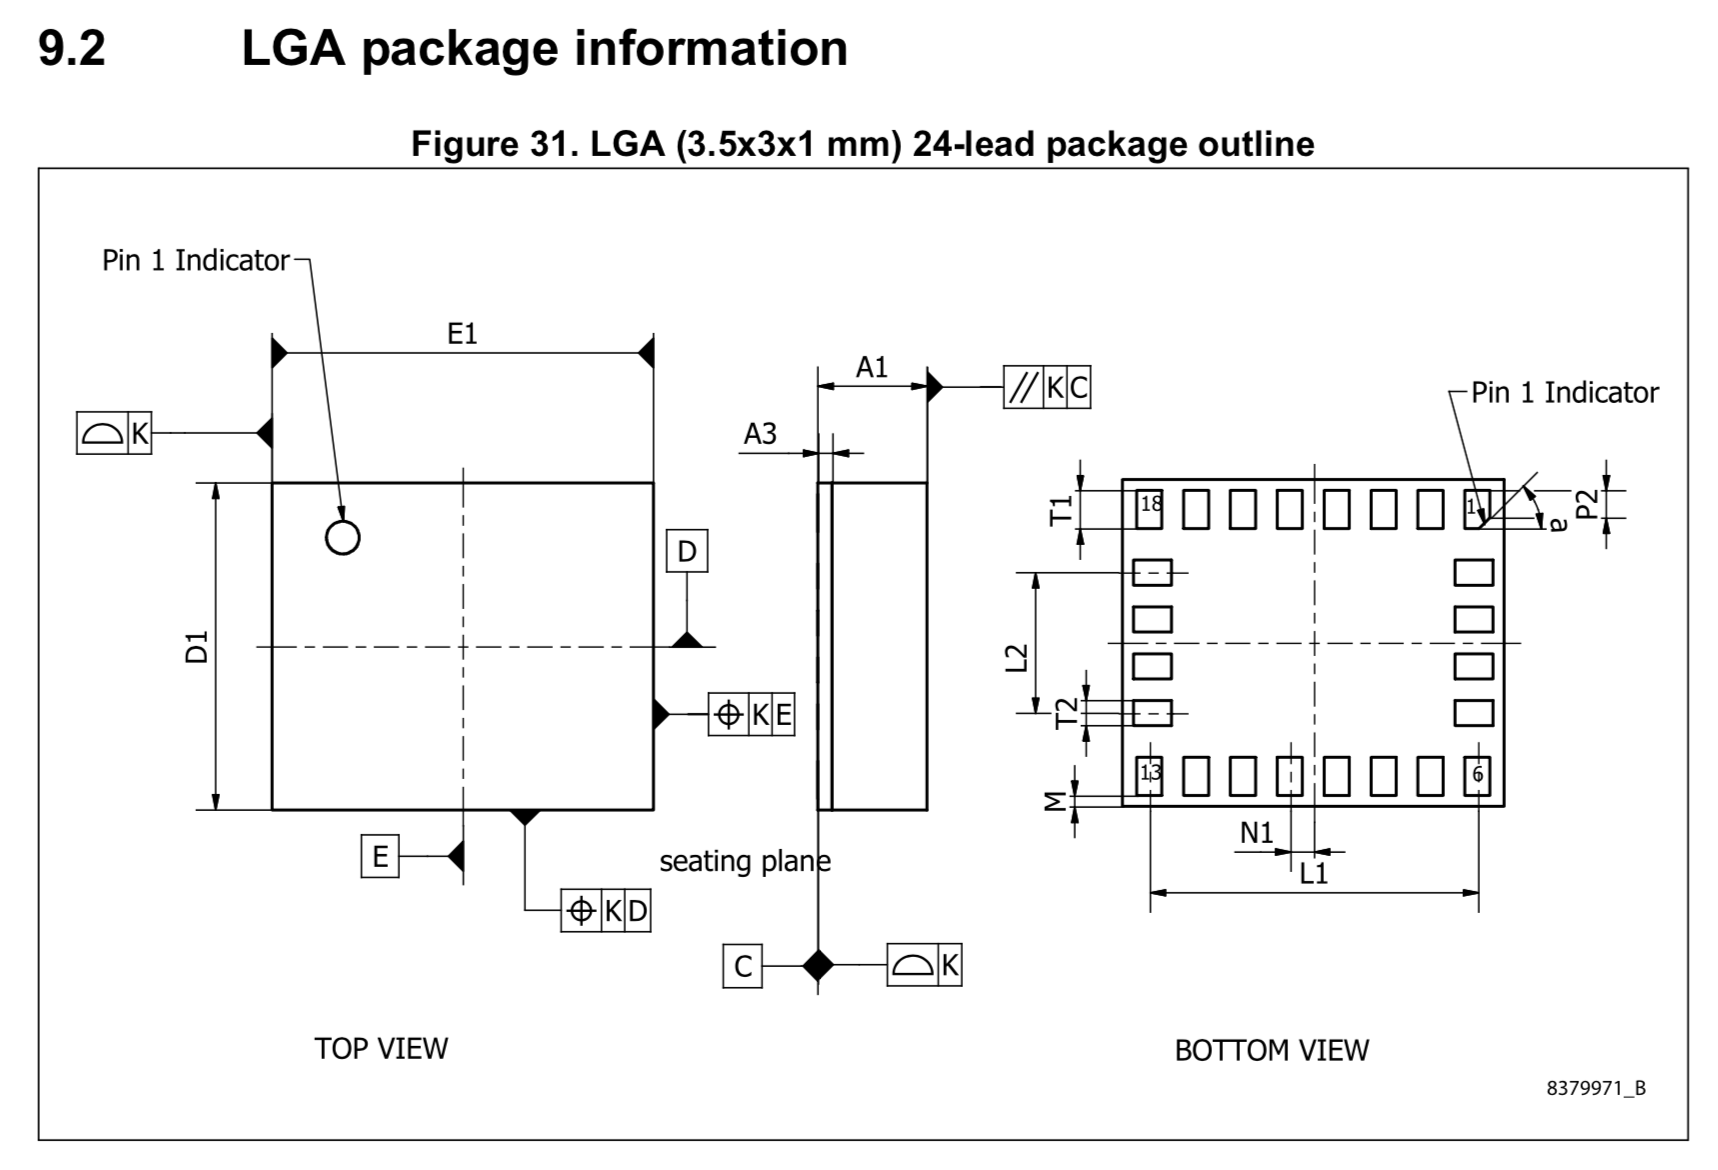 9.2 LGA package information
Figure 31. LGA (3.5x3x1 mm) 24-lead package outline
Pin 1 Indicator
E1
K
D1
D
K E
E
K D
A1
// K C
A3
seating plane
C
K
Pin 1 Indicator
T1
18
1
a
P2
L2
T2
13
6
M
N1
L1
TOP VIEW
BOTTOM VIEW
8379971_B